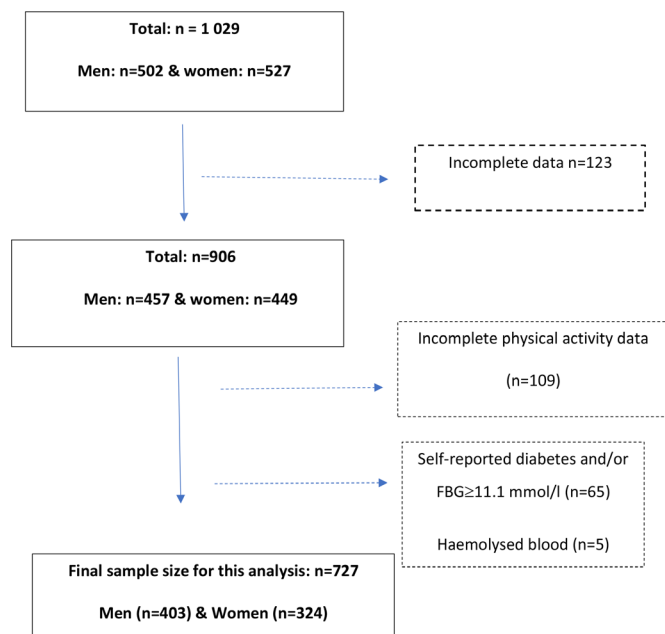 Total: n = 1 029
Men: n=502 & women: n=527
Incomplete data n=123
Total: n=906
Men: n=457 & women: n=449
Incomplete physical activity data
(n=109)
Self-reported diabetes and/or
FBG≥11.1 mmol/l (n=65)
Haemolysed blood (n=5)
Final sample size for this analysis: n=727
Men (n=403) & Women (n=324)